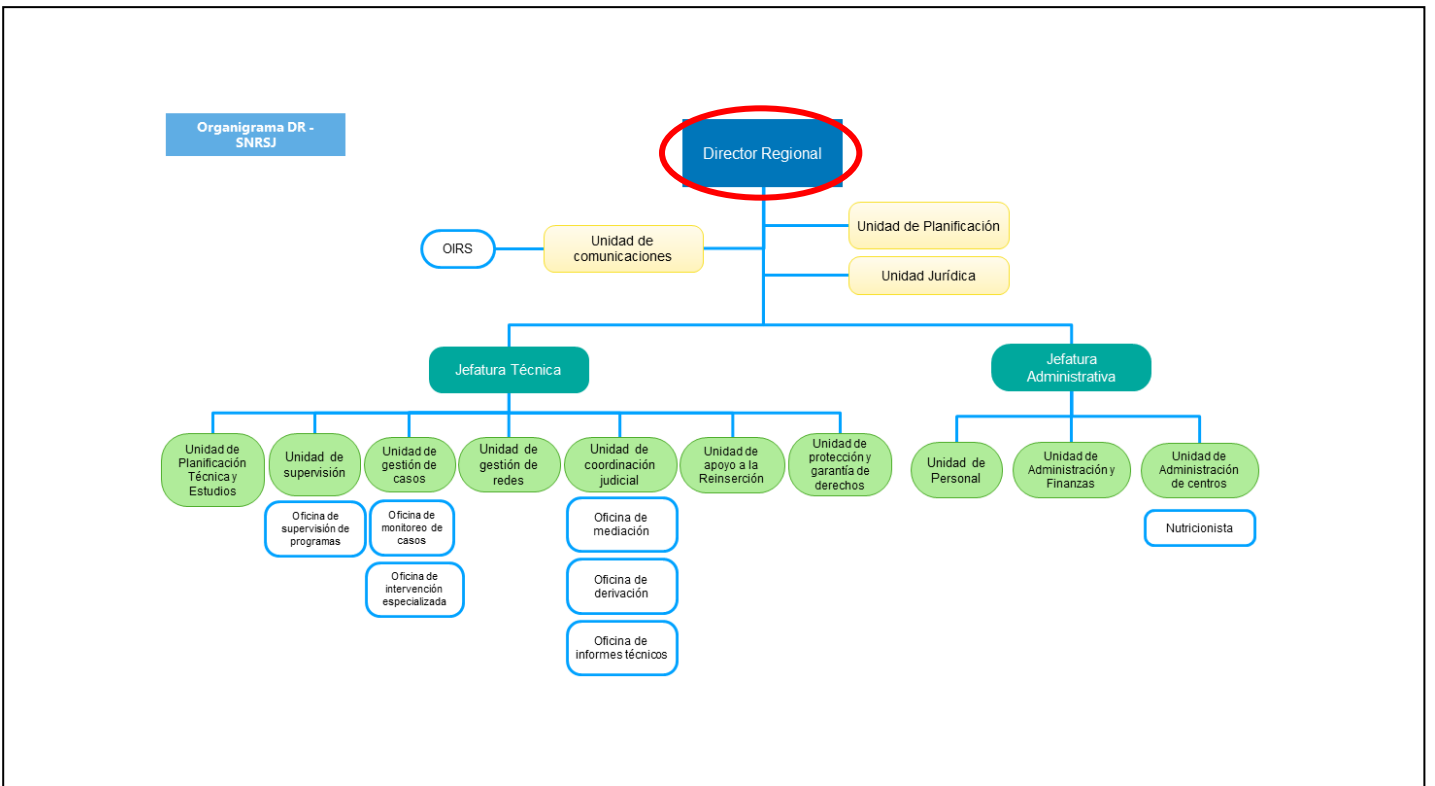 Organigrama DR -
SNRSJ
Director Regional
Unidad de Planificación
OIRS
Unidad de
comunicaciones
Unidad Jurídica
Jefatura Técnica
Jefatura
Administrativa
Unidad de
Planificación
Técnica y
Estudios
Unidad de
supervisión
Unidad de
gestión de
casos
Unidad de
gestión de
redes
Unidad de
coordinación
judicial
Unidad de
apoyo a la
Reinserción
Unidad de
protección y
garantía de
derechos
Unidad de
Personal
Unidad de
Administración y
Finanzas
Unidad de
Administración
de centros
Oficina de
supervisión de
programas
Oficina de
monitoreo de
casos
Oficina de
mediación
Nutricionista
Oficina de
intervención
especializada
Oficina de
derivación
Oficina de
informes técnicos